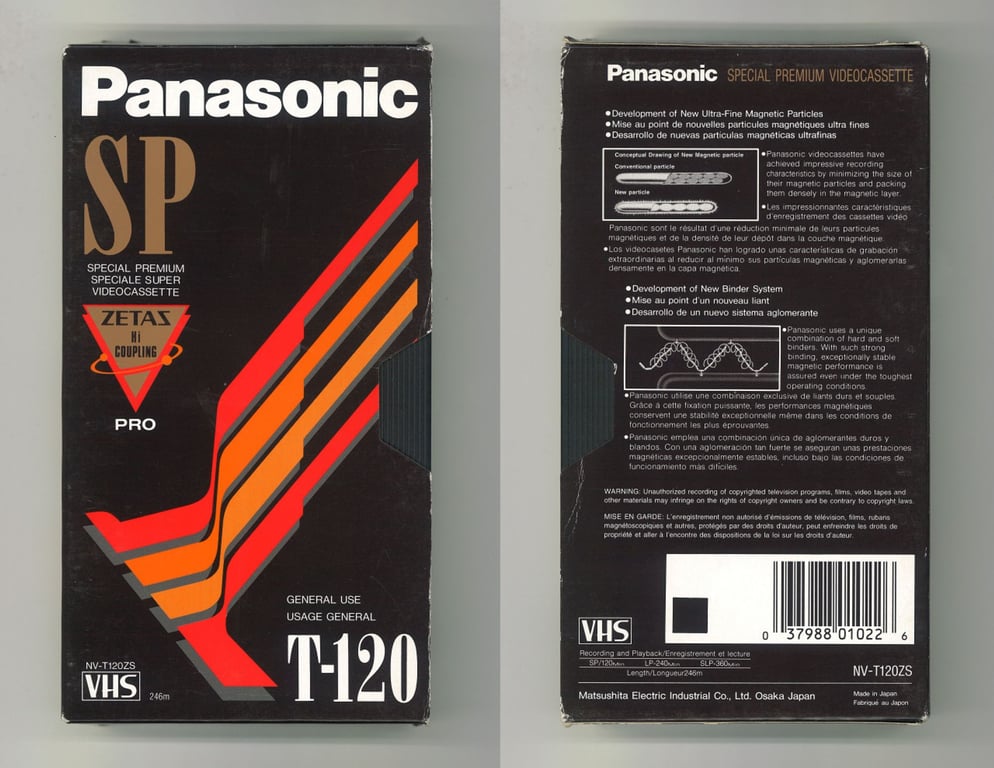 Panasonic
SP
SPECIAL PREMIUM
SPECIALE SUPER
VIDEOCASSETTE
ZETAS
Hi
COUPLING
PRO
GENERAL USE
USAGE GENERAL
T-120
NV-T120ZS
VHS
246m
Panasonic SPECIAL PREMIUM VIDEOCASSETTE
●Development of New Ultra-Fine Magnetic Particles
●Mise au point de nouvelles particules magnétiques ultra fines
●Desarrollo de nuevas particulas magnéticas ultrafinas
Conceptual Drawing of New Magnetic particle
Conventional particle
New particle
●Panasonic videocassettes have
achieved impressive recording
characteristics by minimizing the size of
their magnetic particles and packing
them densely in the magnetic layer.
●Les impressionnantes caractéristiques
d'enregistrement des cassettes vidéo
Panasonic sont le résultat d'une réduction minimale de leurs particules
magnétiques et de la densité de leur dépôt dans la couche magnétique.
●Los videocasetes Panasonic han logrado unas características de grabación
extraordinarias al reducir al mínimo sus partículas magnéticas y aglomerarlas
densamente en la capa magnética.
●Development of New Binder System
●Mise au point d'un nouveau liant
●Desarrollo de un nuevo sistema aglomerante
●Panasonic uses a unique
combination of hard and soft
binders. With such strong
binding, exceptionally stable
magnetic performance is
assured even under the toughest
operating conditions.
●Panasonic utilise une combinaison exclusive de liants durs et souples.
Grâce à cette fixation puissante, les performances magnétiques
conservent une stabilité exceptionnelle même dans les conditions de
fonctionnement les plus éprouvantes.
●Panasonic emplea una combinación única de aglomerantes duros y
blandos. Con una aglomeración tan fuerte se aseguran unas prestaciones
magnéticas excepcionalmente estables, incluso bajo las condiciones de
funcionamiento más difíciles.
WARNING: Unauthorized recording of copyrighted television programs, films, video tapes and
other materials may infringe on the rights of copyright owners and be contrary to copyright laws.
MISE EN GARDE: L'enregistrement non autorisé d'émissions de télévision, films, rubans
magnétoscopiques et autres, protégés par des droits d'auteur, peut enfreindre les droits de
propriété et aller à l'encontre des dispositions de la loi sur les droits d'auteur.
0 37988 01022 6
VHS
Recording and Playback/Enregistrement et lecture
SP/120Min LP-240Min SLP-360Min
Length/Longueur246m
NV-T120ZS
Matsushita Electric Industrial Co., Ltd. Osaka Japan
Made in Japan
Fabriqué au Japon